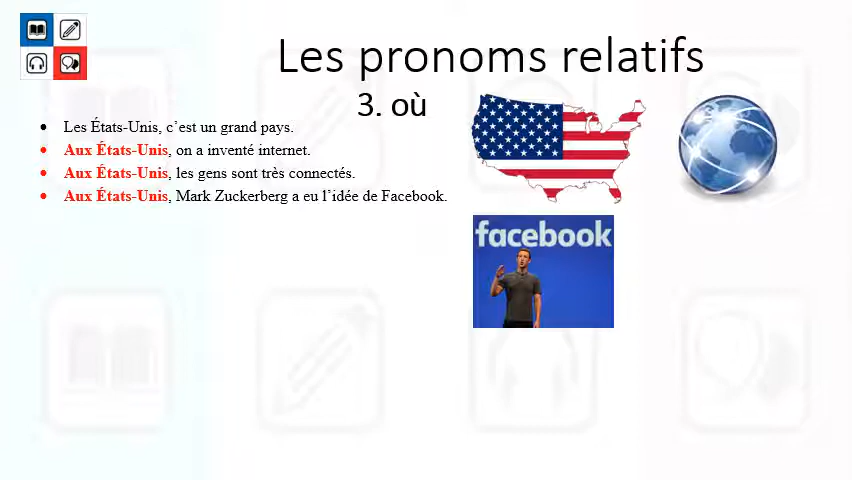 Les pronoms relatifs
3. où
Les États-Unis, c’est un grand pays.
Aux États-Unis, on a inventé internet.
Aux États-Unis, les gens sont très connectés.
Aux États-Unis, Mark Zuckerberg a eu l’idée de Facebook.
facebook